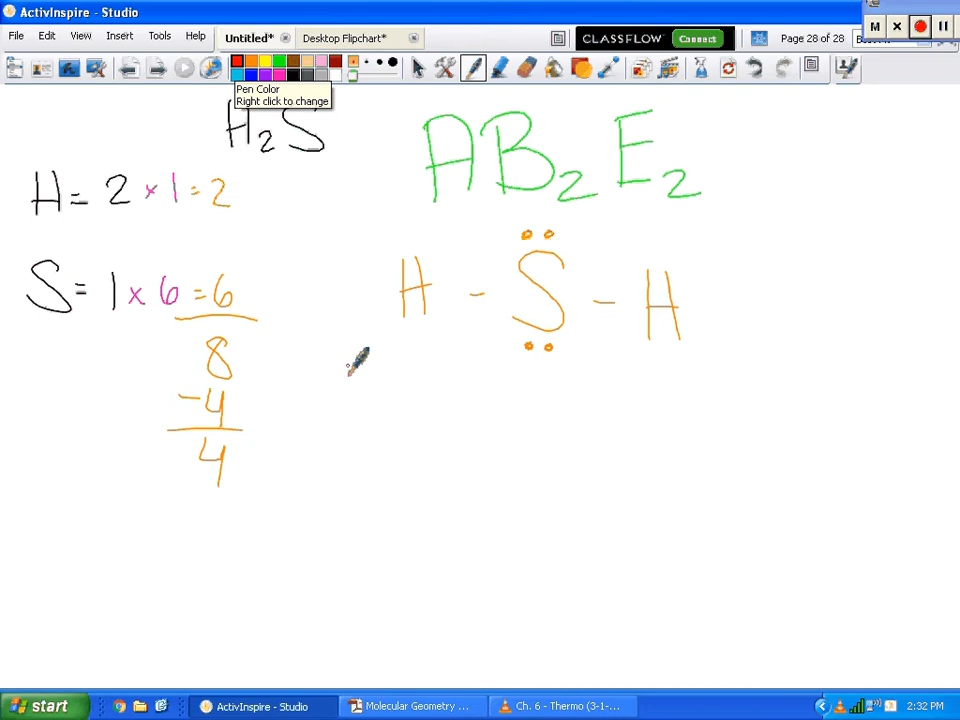 ActivInspire - Studio
M X
File Edit View Insert Tools Help
Untitled* Desktop Flipchart*
CLASSFLOW Connect
Page 28 of 28
Pen Color
Right click to change
H2S
AB2E2
H = 2 x 1 = 2
H - S - H
S = 1 x 6 = 6
8
-4
4
start
ActivInspire - Studio
Molecular Geometry ...
Ch. 6 - Thermo (3-1-...
2:32 PM